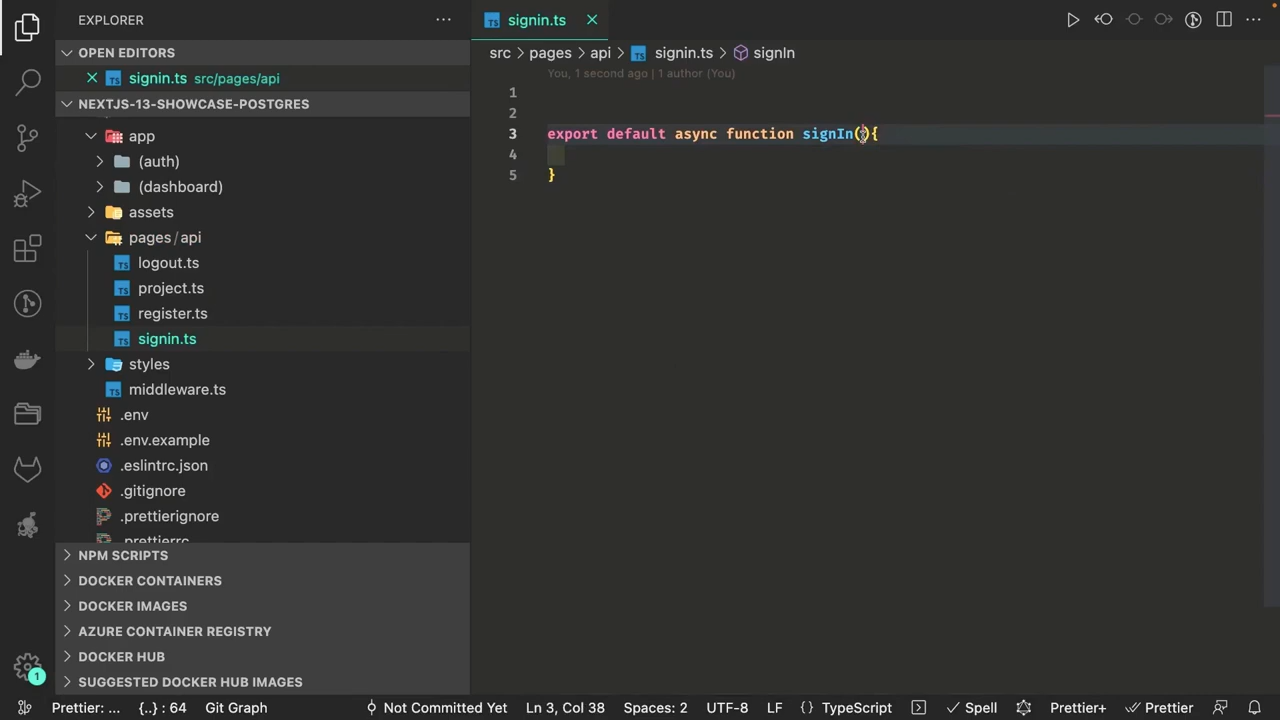 EXPLORER
OPEN EDITORS
signin.ts src/pages/api
NEXTJS-13-SHOWCASE-POSTGRES
app
(auth)
(dashboard)
assets
pages/api
logout.ts
project.ts
register.ts
signin.ts
styles
middleware.ts
.env
.env.example
.eslintrc.json
.gitignore
.prettierignore
.prettierrc
NPM SCRIPTS
DOCKER CONTAINERS
DOCKER IMAGES
AZURE CONTAINER REGISTRY
DOCKER HUB
SUGGESTED DOCKER HUB IMAGES
1
TS signin.ts
src > pages > api > TS signin.ts > signIn
You, 1 second ago | 1 author (You)
1
2
3 export default async function signIn(){
4
5 }
Prettier: ... {..} : 64 Git Graph Not Committed Yet Ln 3, Col 38 Spaces: 2 UTF-8 LF {} TypeScript Spell Prettier+ Prettier